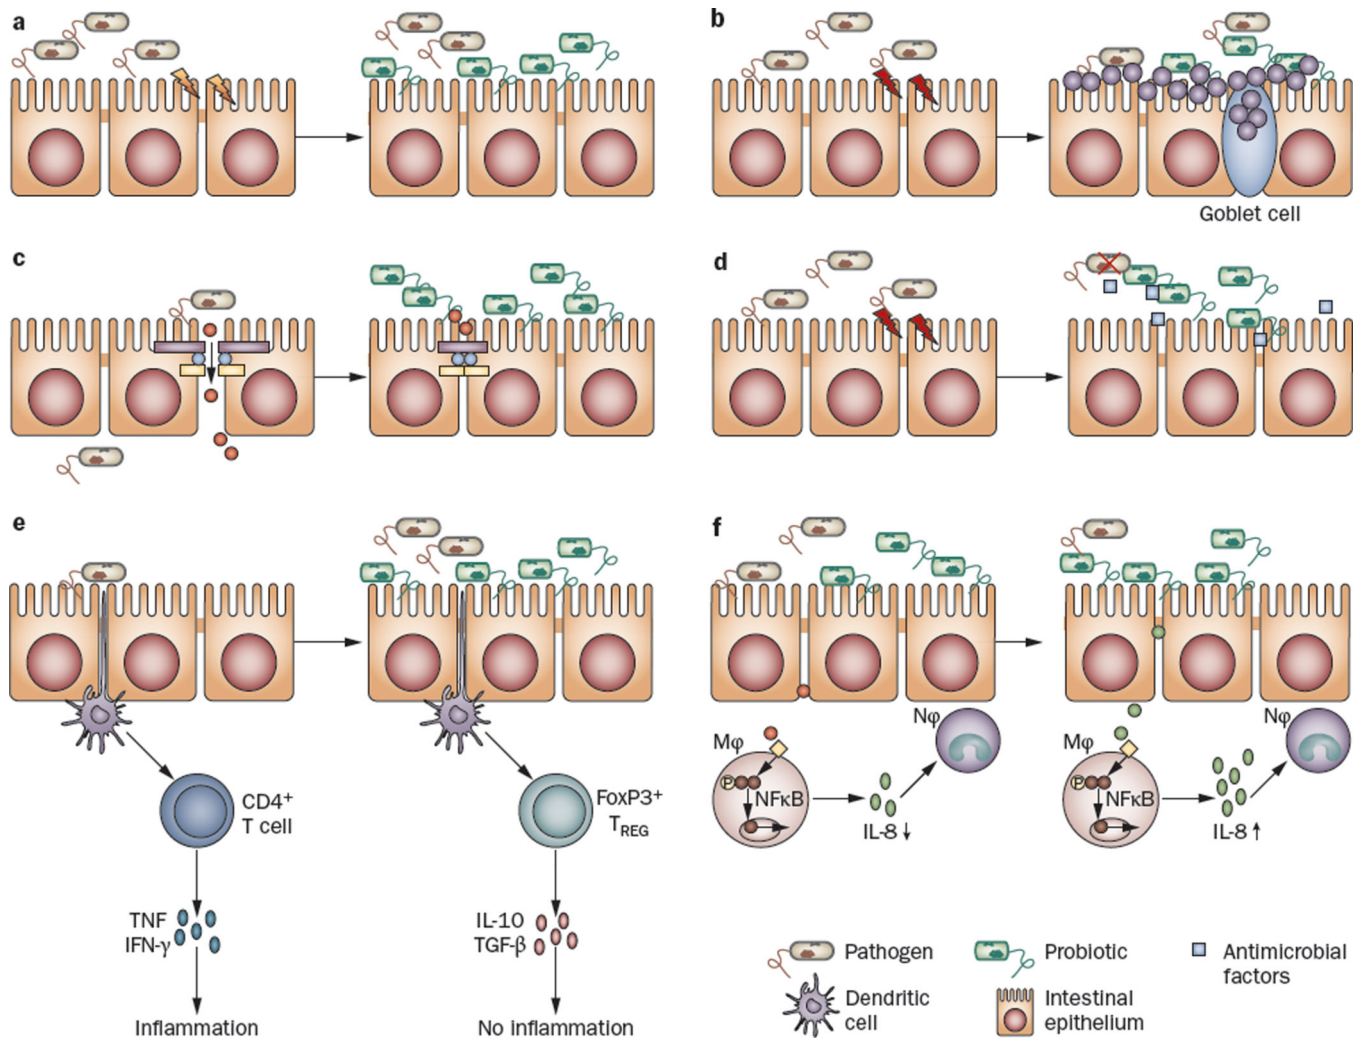 a
b
Goblet cell
c
d
e
CD4+
T cell
TNF
IFN-γ
Inflammation
FoxP3+
TREG
IL-10
TGF-β
No inflammation
f
Mφ
P
NFκB
IL-8 ↓
Nφ
Mφ
P
NFκB
IL-8 ↑
Nφ
Pathogen
Probiotic
Antimicrobial
factors
Dendritic
cell
Intestinal
epithelium